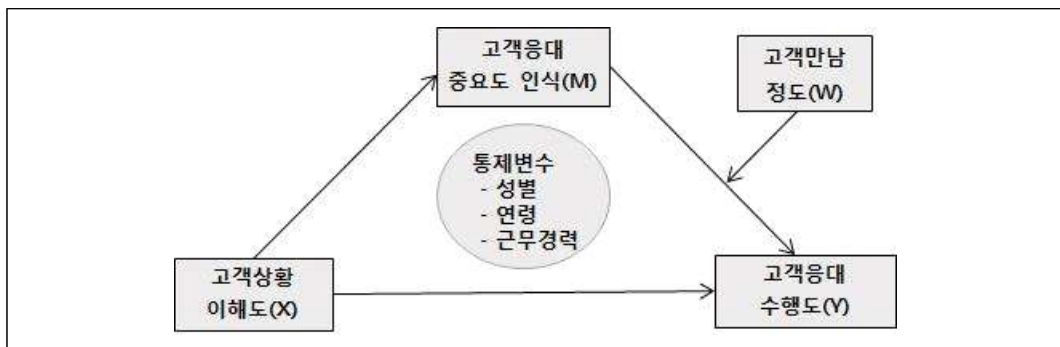 고객응대
중요도 인식(M)
고객만남
정도(W)
통제변수
- 성별
- 연령
- 근무경력
고객상황
이해도(X)
고객응대
수행도(Y)